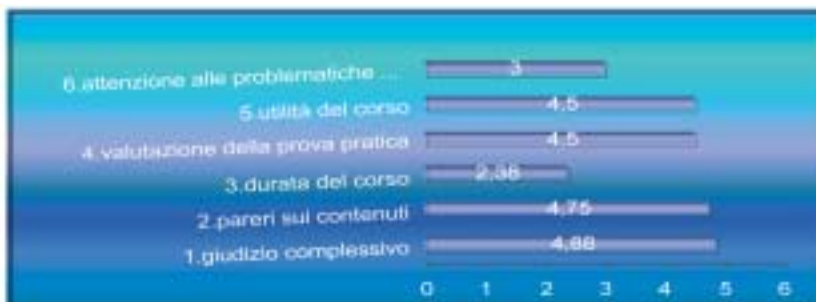 6.attenzione alle problematiche ... 3
5.utilità del corso 4,5
4.valutazione della prova pratica 4,5
3.durata del corso 2,38
2.pareri sui contenuti 4,75
1.giudizio complessivo 4,88
0 1 2 3 4 5 6